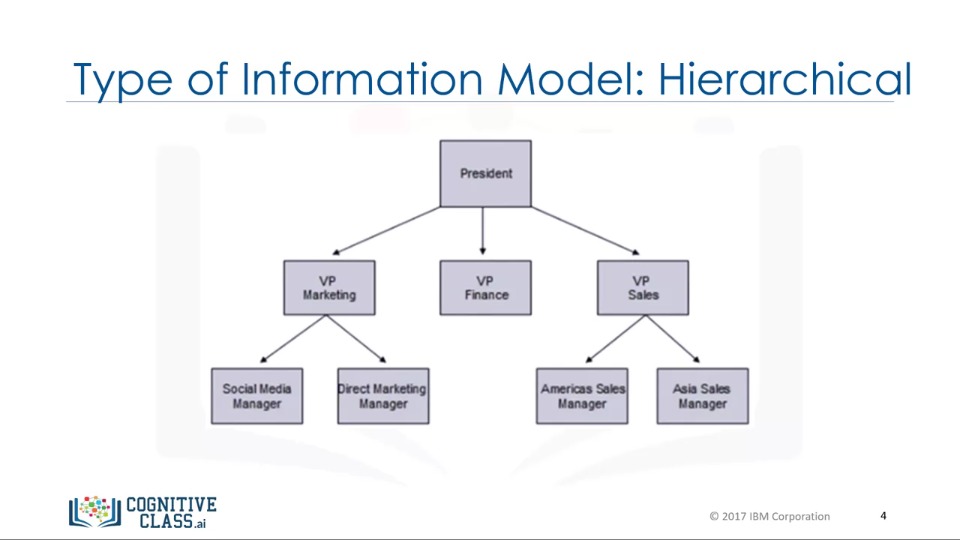 Type of Information Model: Hierarchical
President
VP
Marketing
VP
Finance
VP
Sales
Social Media
Manager
Direct Marketing
Manager
Americas Sales
Manager
Asia Sales
Manager
COGNITIVE
CLASS.ai
© 2017 IBM Corporation
4